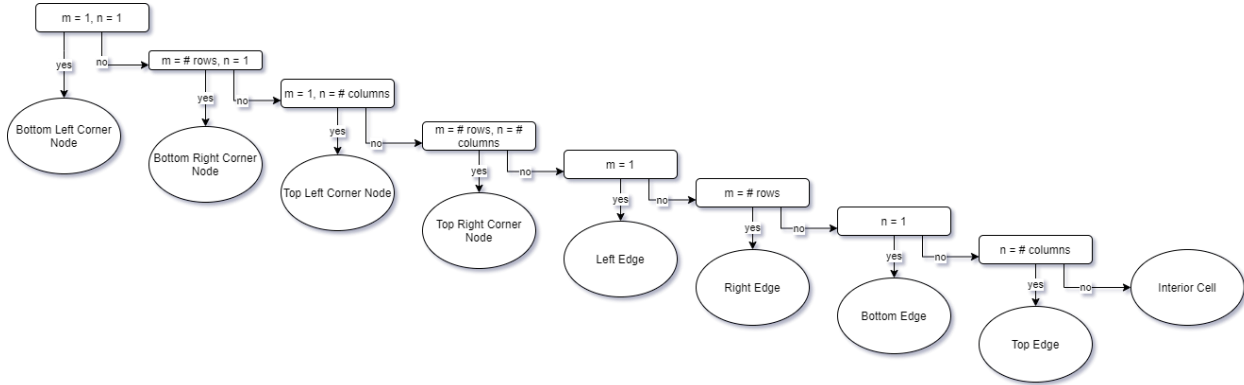 m = 1, n = 1
yes
no
Bottom Left Corner
Node
m = # rows, n = 1
yes
no
Bottom Right Corner
Node
m = 1, n = # columns
yes
no
Top Left Corner Node
m = # rows, n = #
columns
yes
no
Top Right Corner
Node
m = 1
yes
no
Left Edge
m = # rows
yes
no
Right Edge
n = 1
yes
no
Bottom Edge
n = # columns
yes
no
Top Edge
Interior Cell